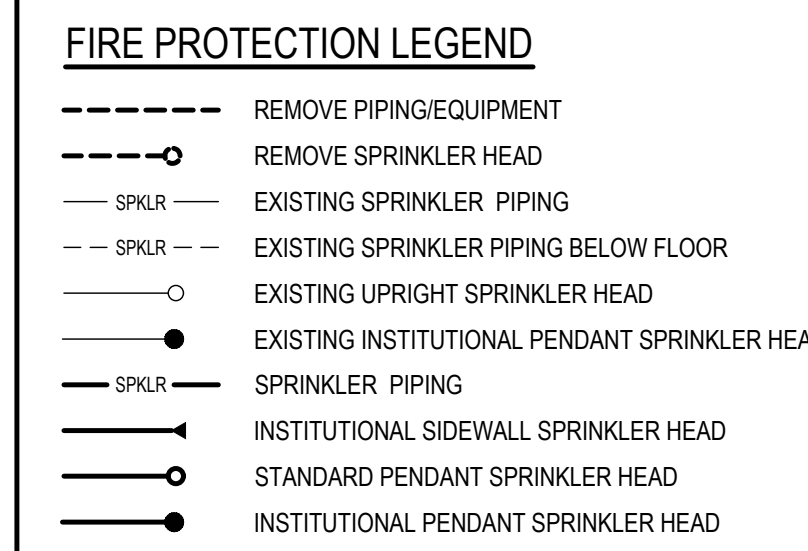 FIRE PROTECTION LEGEND
REMOVE PIPING/EQUIPMENT
REMOVE SPRINKLER HEAD
SPKLR EXISTING SPRINKLER PIPING
SPKLR EXISTING SPRINKLER PIPING BELOW FLOOR
EXISTING UPRIGHT SPRINKLER HEAD
EXISTING INSTITUTIONAL PENDANT SPRINKLER HEA
SPKLR SPRINKLER PIPING
INSTITUTIONAL SIDEWALL SPRINKLER HEAD
STANDARD PENDANT SPRINKLER HEAD
INSTITUTIONAL PENDANT SPRINKLER HEAD